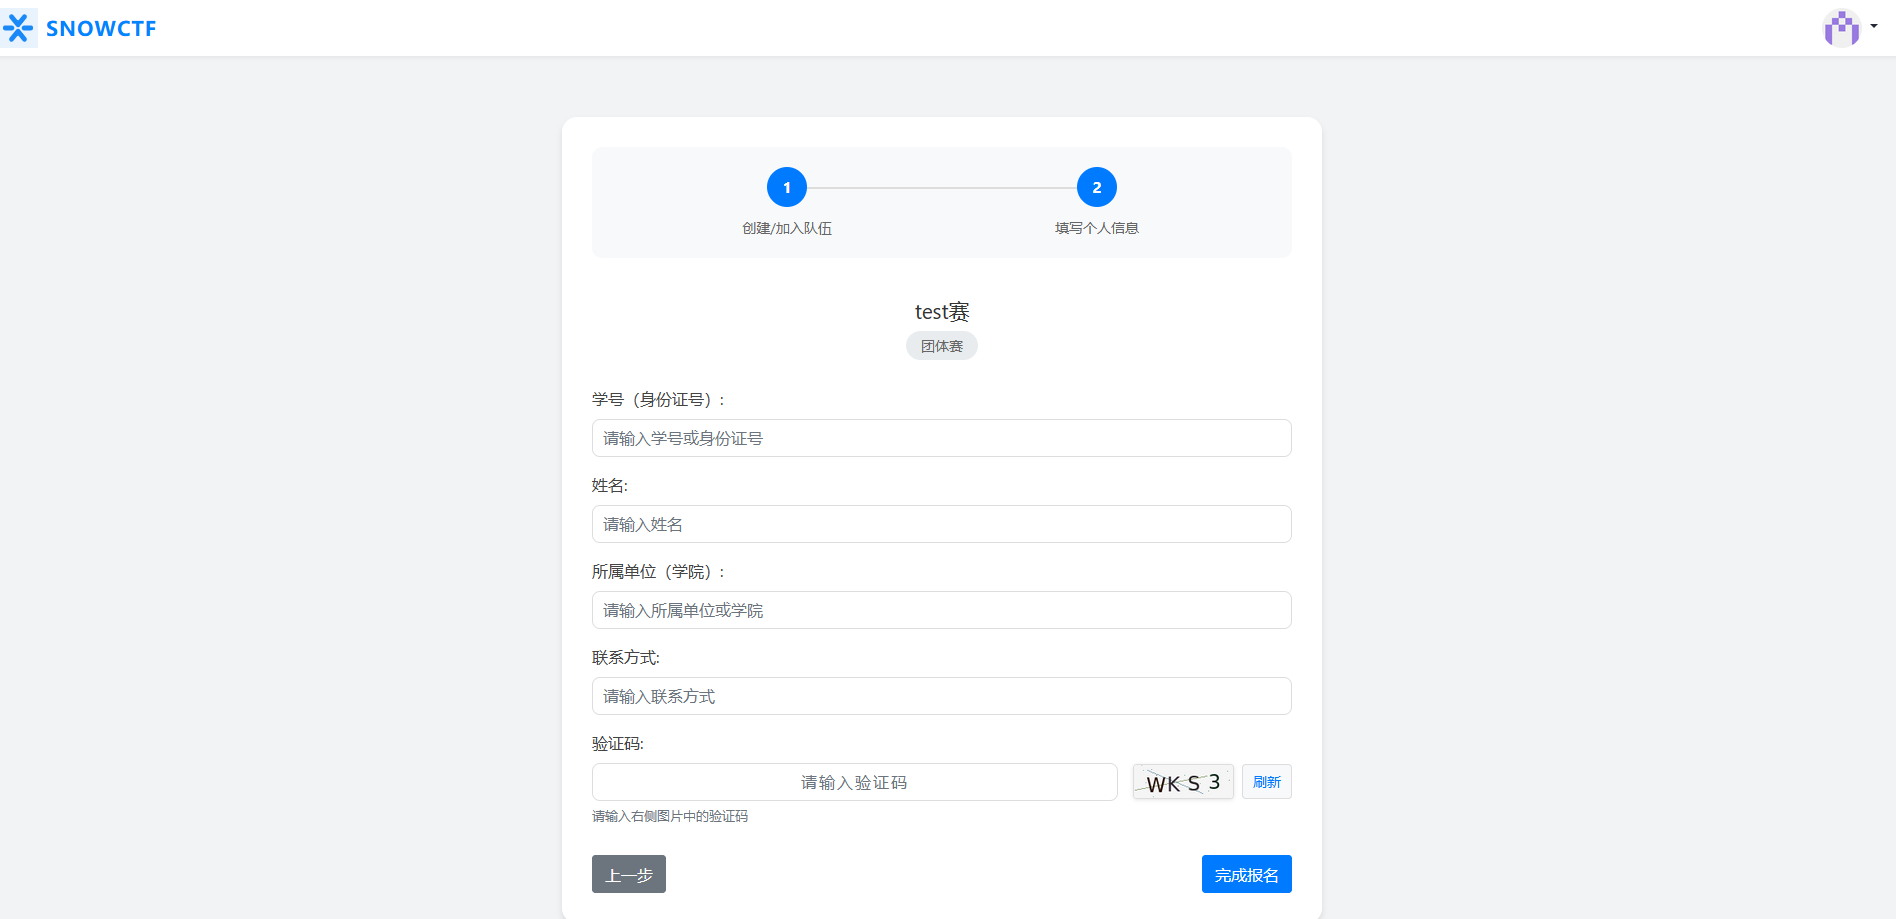 SNOWCTF
1
2
创建/加入队伍
填写个人信息
test赛
团体赛
学号（身份证号）:
请输入学号或身份证号
姓名:
请输入姓名
所属单位（学院）:
请输入所属单位或学院
联系方式:
请输入联系方式
验证码:
请输入验证码
WKS3
刷新
请输入右侧图片中的验证码
上一步
完成报名